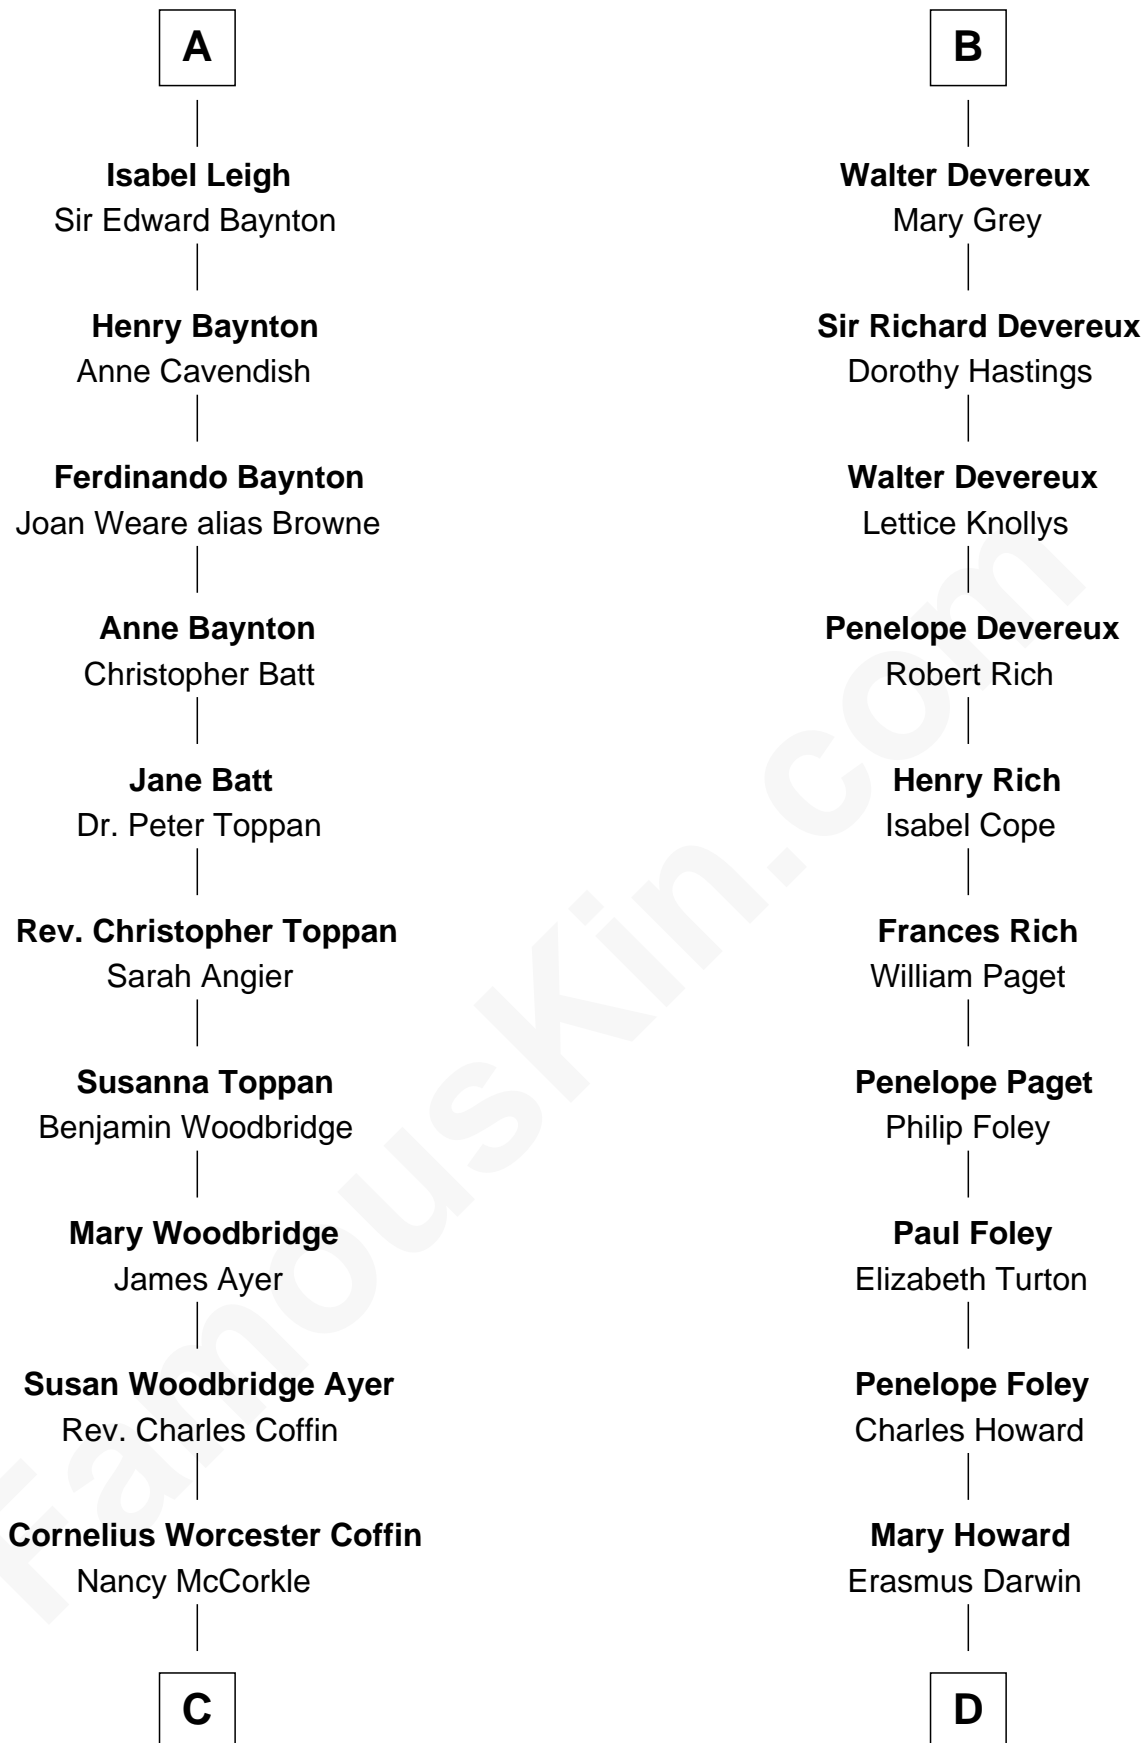 A
Isabel Leigh
Sir Edward Baynton
Henry Baynton
Anne Cavendish
Ferdinando Baynton
Joan Weare alias Browne
Anne Baynton
Christopher Batt
Jane Batt
Dr. Peter Toppan
Rev. Christopher Toppan
Sarah Angier
Susanna Toppan
Benjamin Woodbridge
Mary Woodbridge
James Ayer
Susan Woodbridge Ayer
Rev. Charles Coffin
Cornelius Worcester Coffin
Nancy McCorkle
C
B
Walter Devereux
Mary Grey
Sir Richard Devereux
Dorothy Hastings
Walter Devereux
Lettice Knollys
Penelope Devereux
Robert Rich
Henry Rich
Isabel Cope
Frances Rich
William Paget
Penelope Paget
Philip Foley
Paul Foley
Elizabeth Turton
Penelope Foley
Charles Howard
Mary Howard
Erasmus Darwin
D
FamousKin.com